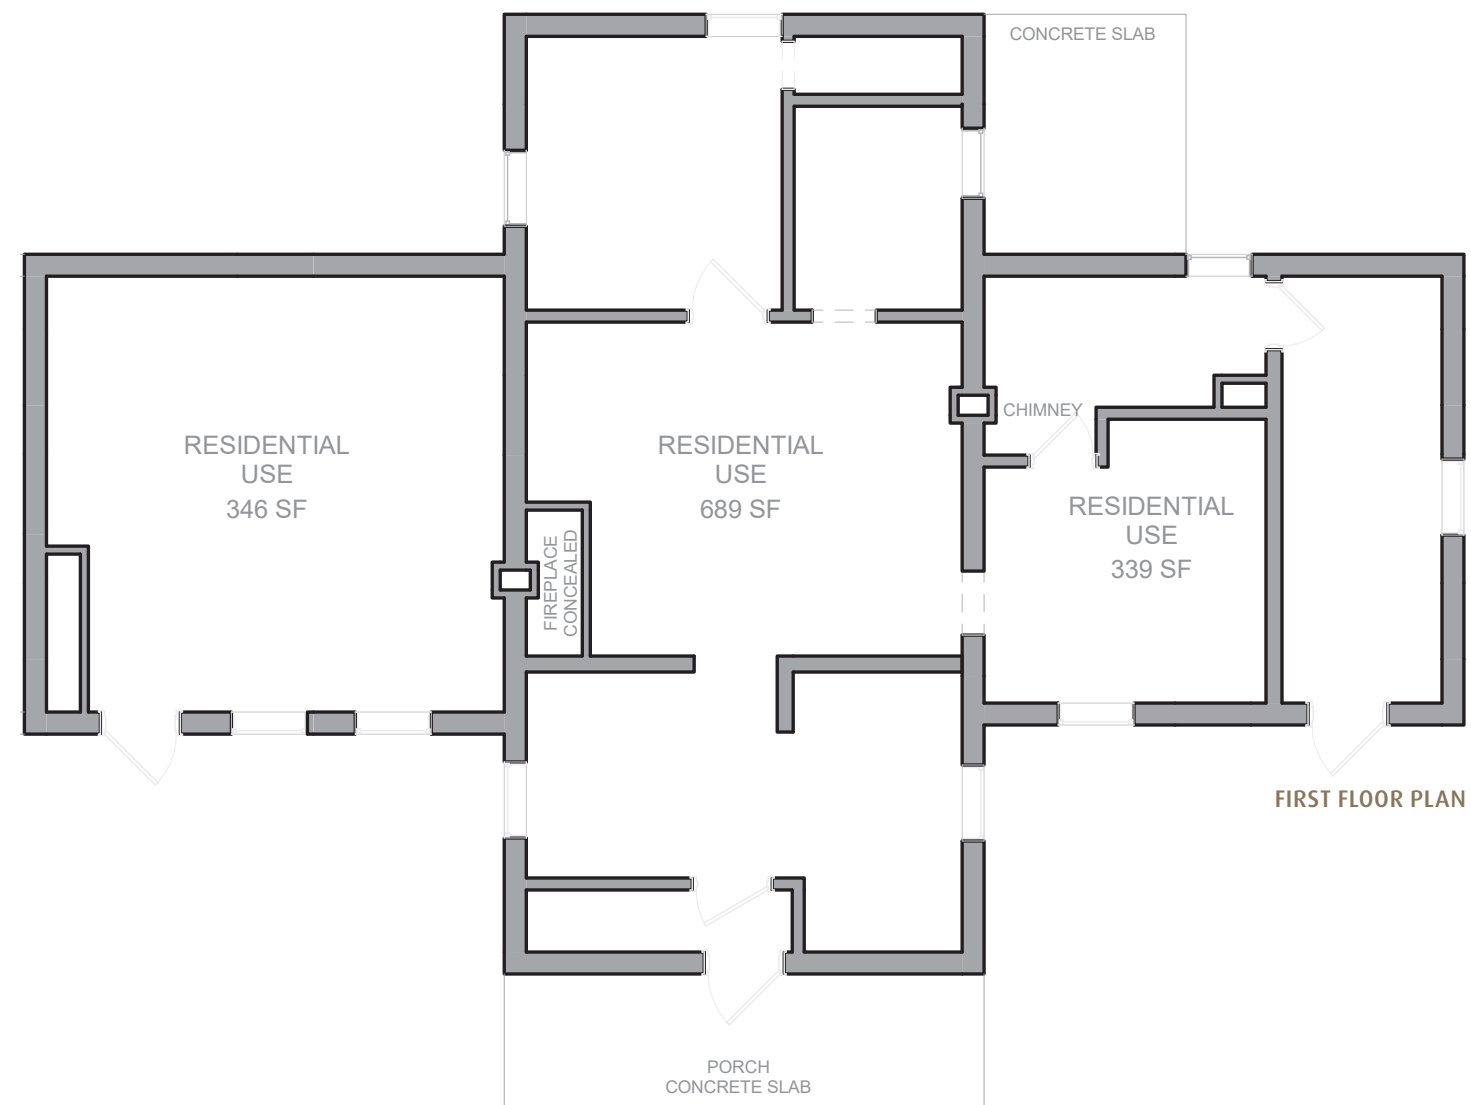 CONCRETE SLAB
RESIDENTIAL
USE
346 SF
RESIDENTIAL
USE
689 SF
CHIMNEY
RESIDENTIAL
USE
339 SF
FIREPLACE
CONCEALED
FIRST FLOOR PLAN
PORCH
CONCRETE SLAB